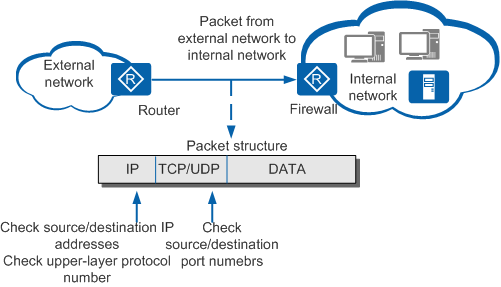 Packet from
external network to
internal network
External
network
R
Router
R
Firewall
Internal
network
Packet structure
IP
TCP/UDP
DATA
Check source/destination IP
addresses
Check upper-layer protocol
number
Check
source/destination
port numebrs